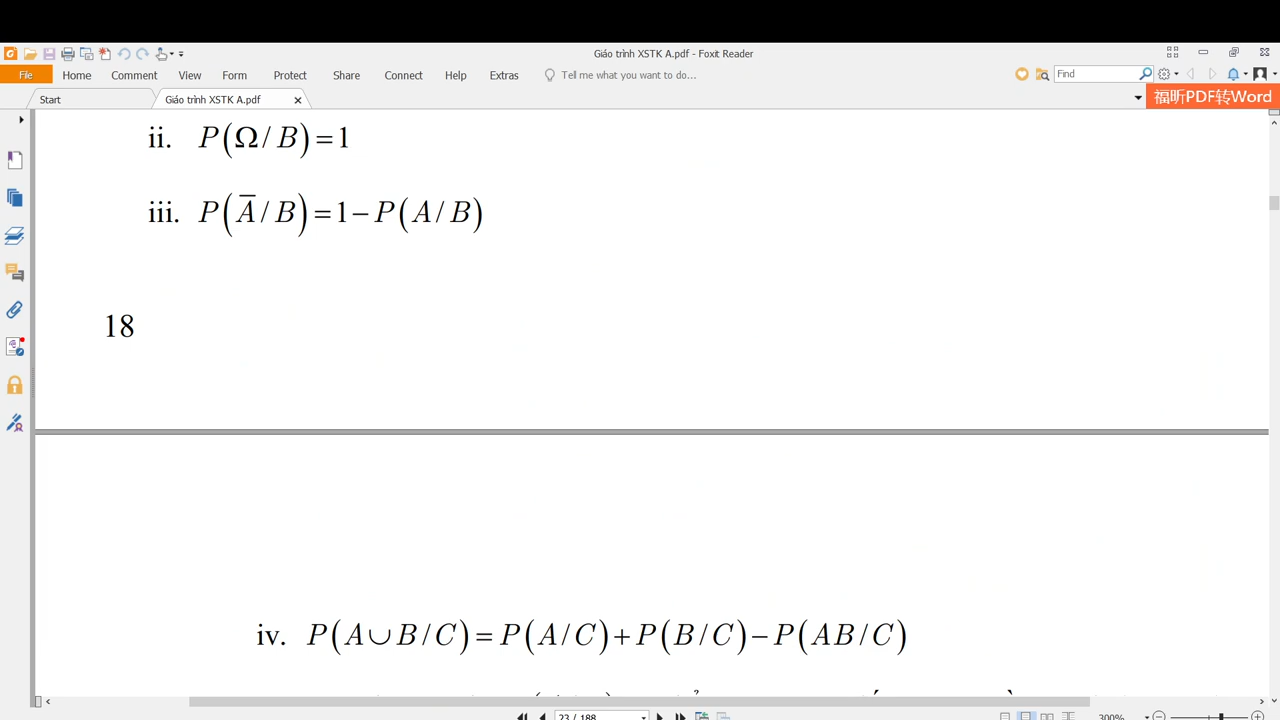 Giáo trình XSTK A.pdf - Foxit Reader
File Home Comment View Form Protect Share Connect Help Extras Tell me what you want to do... Find
Start Giáo trình XSTK A.pdf 福昕PDF转Word
ii. P(Ω/B)=1
iii. P(A̅/B)=1−P(A/B)
18
iv. P(A∪B/C)=P(A/C)+P(B/C)−P(AB/C)
23 / 188 300%